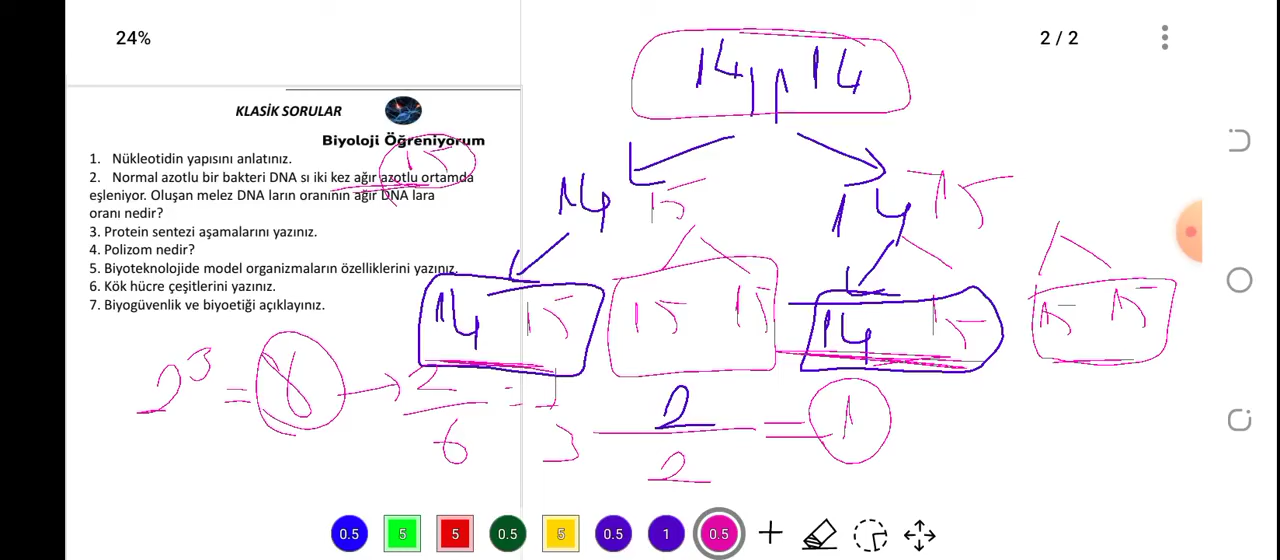 24%
2 / 2
KLASİK SORULAR
Biyoloji Öğreniyorum
1. Nükleotidin yapısını anlatınız.
2. Normal azotlu bir bakteri DNA sı iki kez ağır azotlu ortamda
eşleniyor. Oluşan melez DNA ların oranının ağır DNA lara
oranı nedir?
3. Protein sentezi aşamalarını yazınız.
4. Polizom nedir?
5. Biyoteknolojide model organizmaların özelliklerini yazınız.
6. Kök hücre çeşitlerini yazınız.
7. Biyogüvenlik ve biyoetiği açıklayınız.
15
14 14
14 15 14 15
14 15 15 15 14 15 15 15
2³ = 8 → 2/6 = 1/3
2/2 = 1
0.5 5 5 0.5 5 0.5 1 0.5